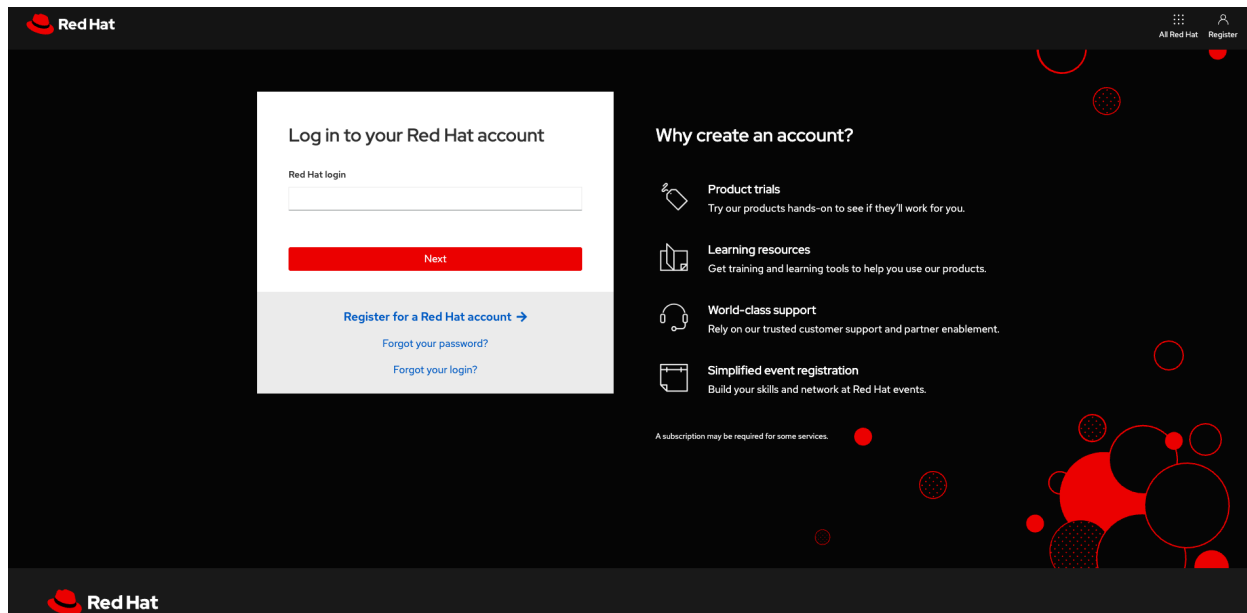 Red Hat
All Red Hat
Register
Log in to your Red Hat account
Red Hat login
Next
Register for a Red Hat account →
Forgot your password?
Forgot your login?
Why create an account?
Product trials
Try our products hands-on to see if they'll work for you.
Learning resources
Get training and learning tools to help you use our products.
World-class support
Rely on our trusted customer support and partner enablement.
Simplified event registration
Build your skills and network at Red Hat events.
A subscription may be required for some services.
Red Hat